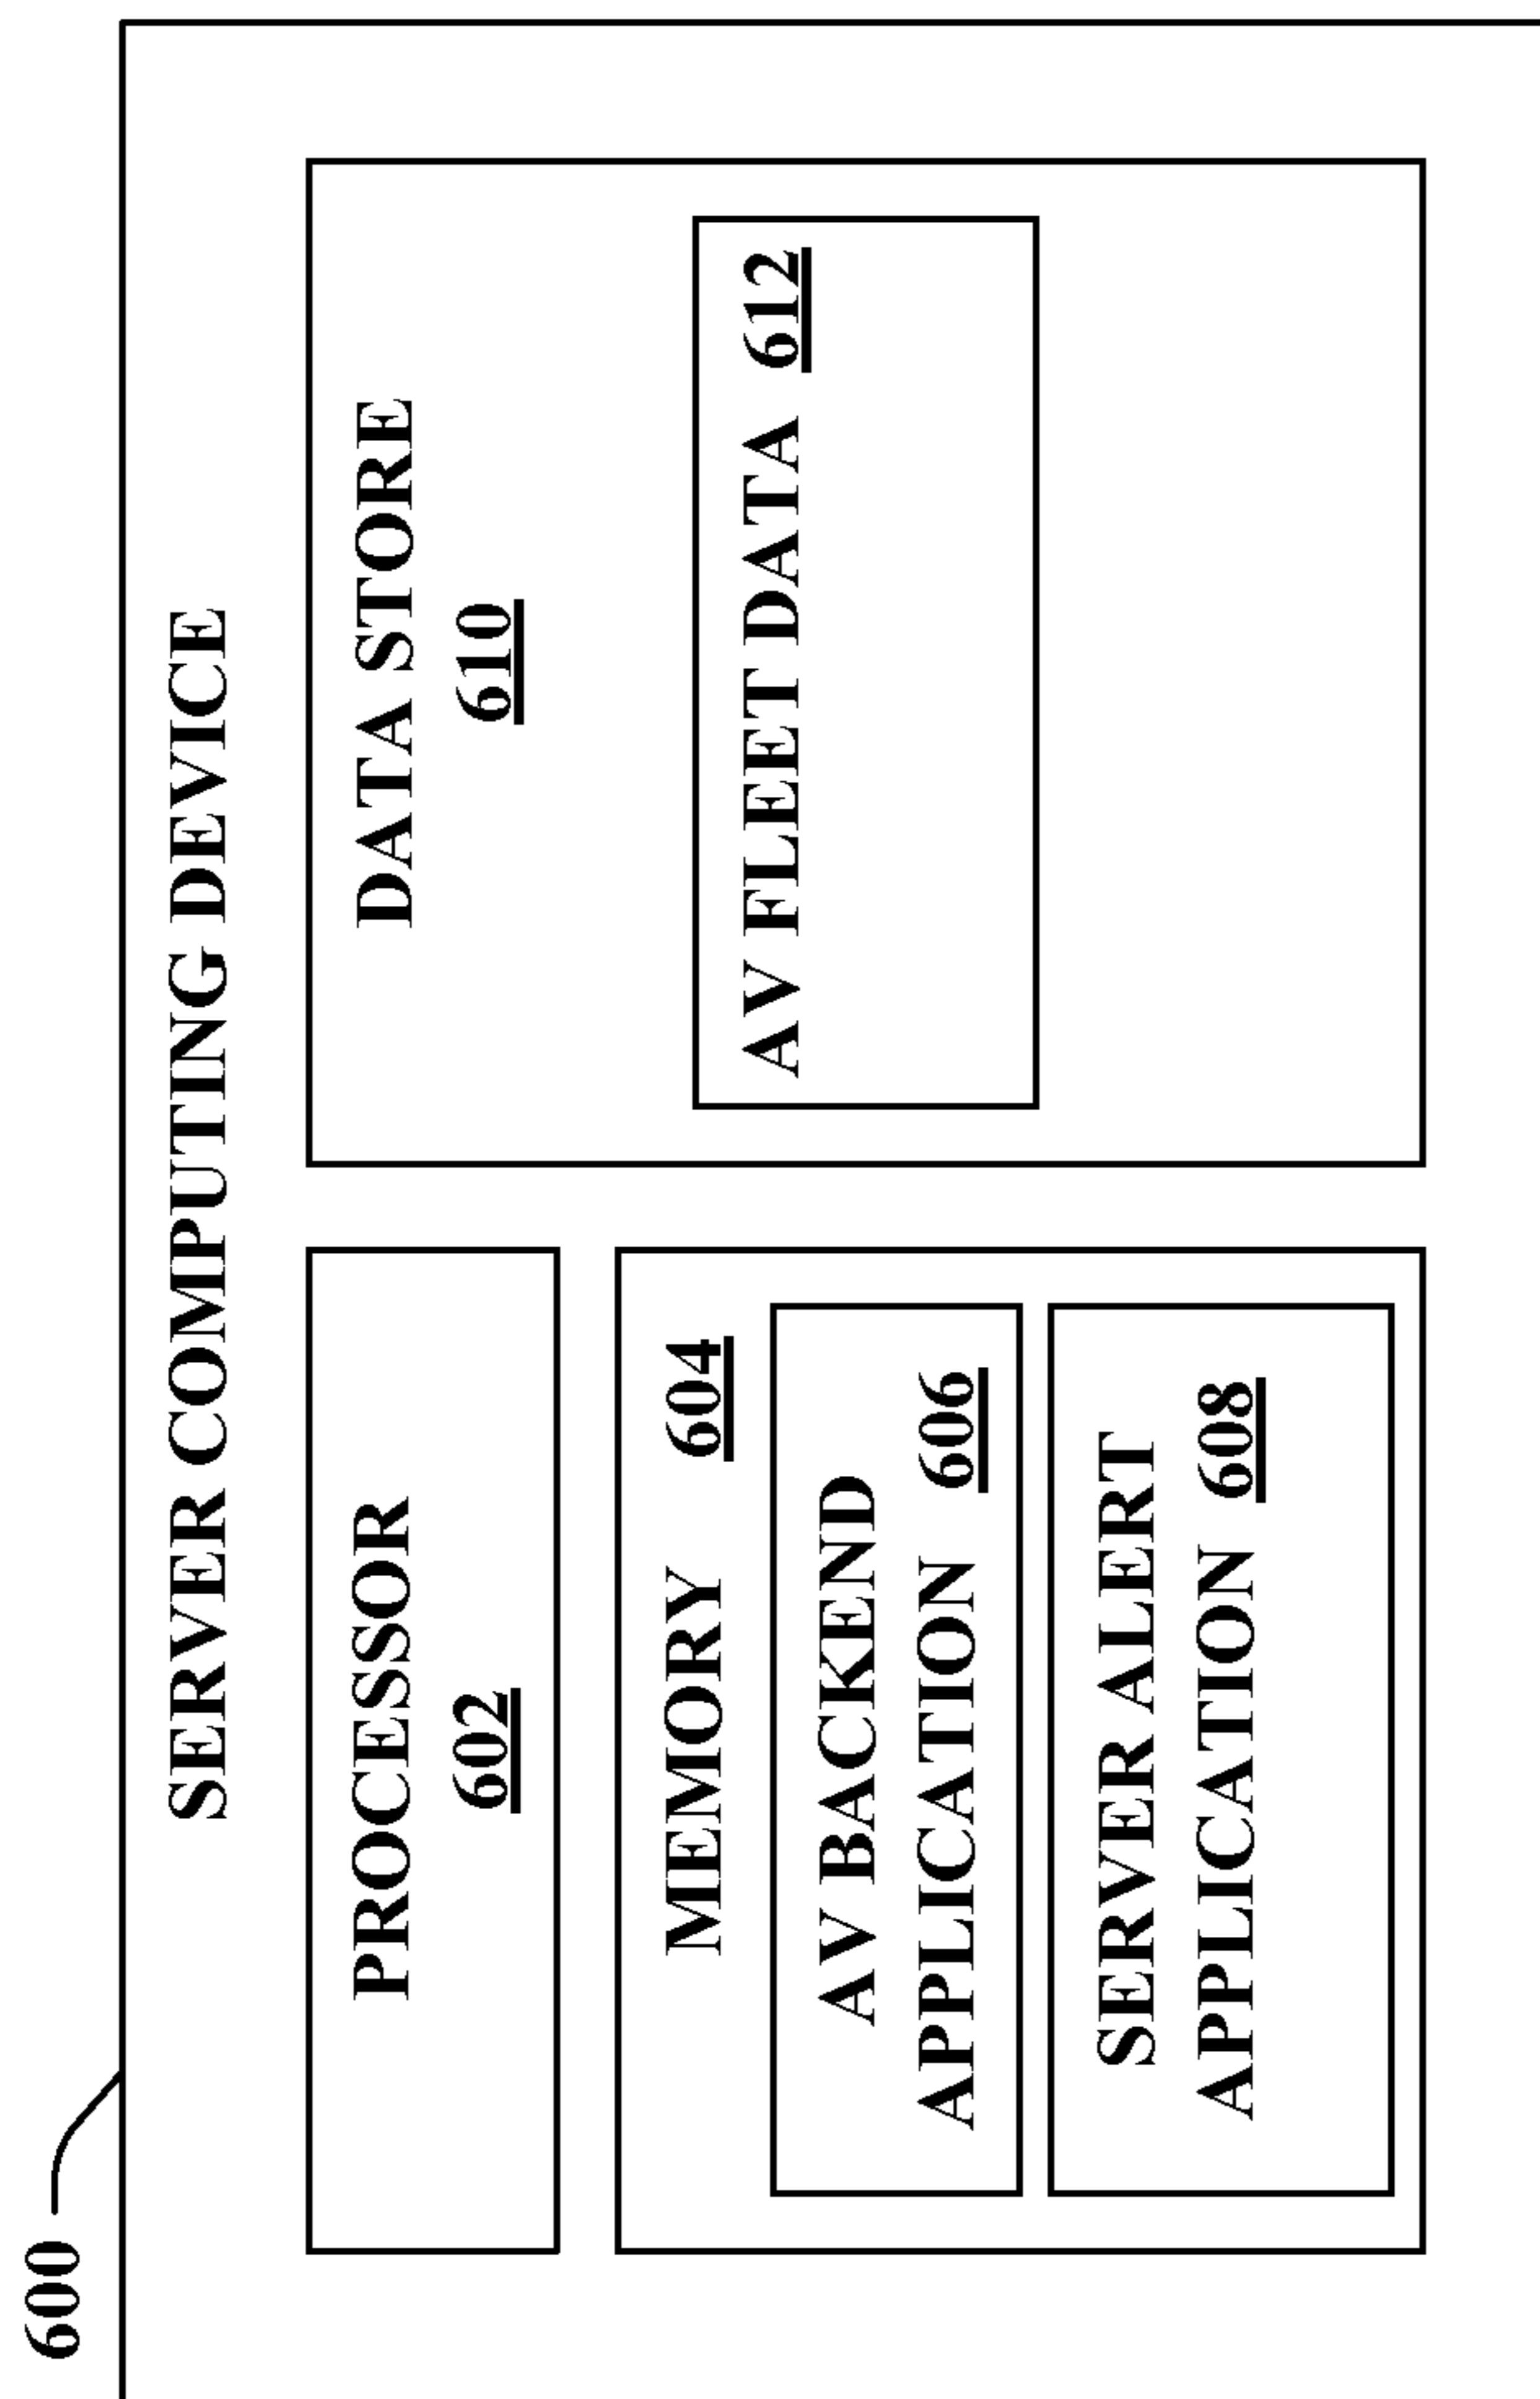 600
SERVER COMPUTING DEVICE
PROCESSOR
602
MEMORY 604
AV BACKEND
APPLICATION 606
SERVER ALERT
APPLICATION 608
DATA STORE
610
AV FLEET DATA 612